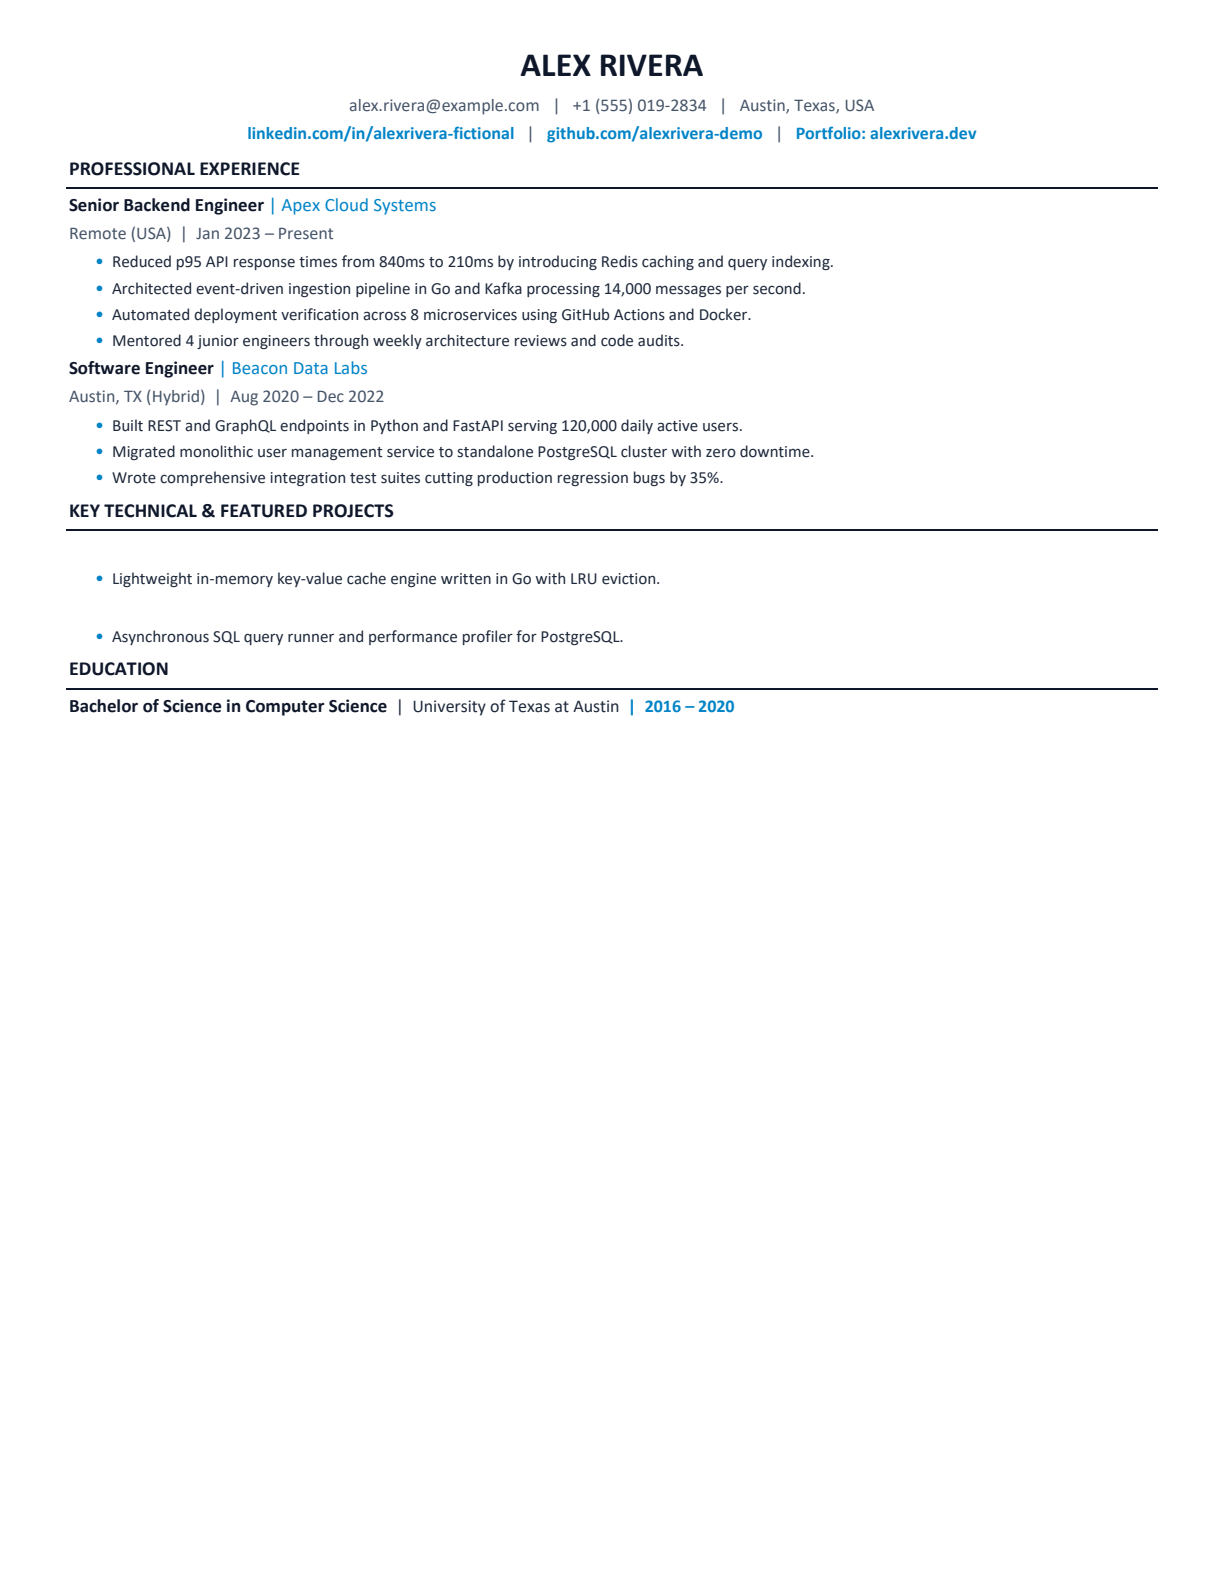 ALEX RIVERA
alex.rivera@example.com | +1 (555) 019-2834 | Austin, Texas, USA
linkedin.com/in/alexrivera-fictional | github.com/alexrivera-demo | Portfolio: alexrivera.dev
PROFESSIONAL EXPERIENCE
Senior Backend Engineer | Apex Cloud Systems
Remote (USA) | Jan 2023 – Present
• Reduced p95 API response times from 840ms to 210ms by introducing Redis caching and query indexing.
• Architected event-driven ingestion pipeline in Go and Kafka processing 14,000 messages per second.
• Automated deployment verification across 8 microservices using GitHub Actions and Docker.
• Mentored 4 junior engineers through weekly architecture reviews and code audits.
Software Engineer | Beacon Data Labs
Austin, TX (Hybrid) | Aug 2020 – Dec 2022
• Built REST and GraphQL endpoints in Python and FastAPI serving 120,000 daily active users.
• Migrated monolithic user management service to standalone PostgreSQL cluster with zero downtime.
• Wrote comprehensive integration test suites cutting production regression bugs by 35%.
KEY TECHNICAL & FEATURED PROJECTS
• Lightweight in-memory key-value cache engine written in Go with LRU eviction.
• Asynchronous SQL query runner and performance profiler for PostgreSQL.
EDUCATION
Bachelor of Science in Computer Science | University of Texas at Austin | 2016 – 2020